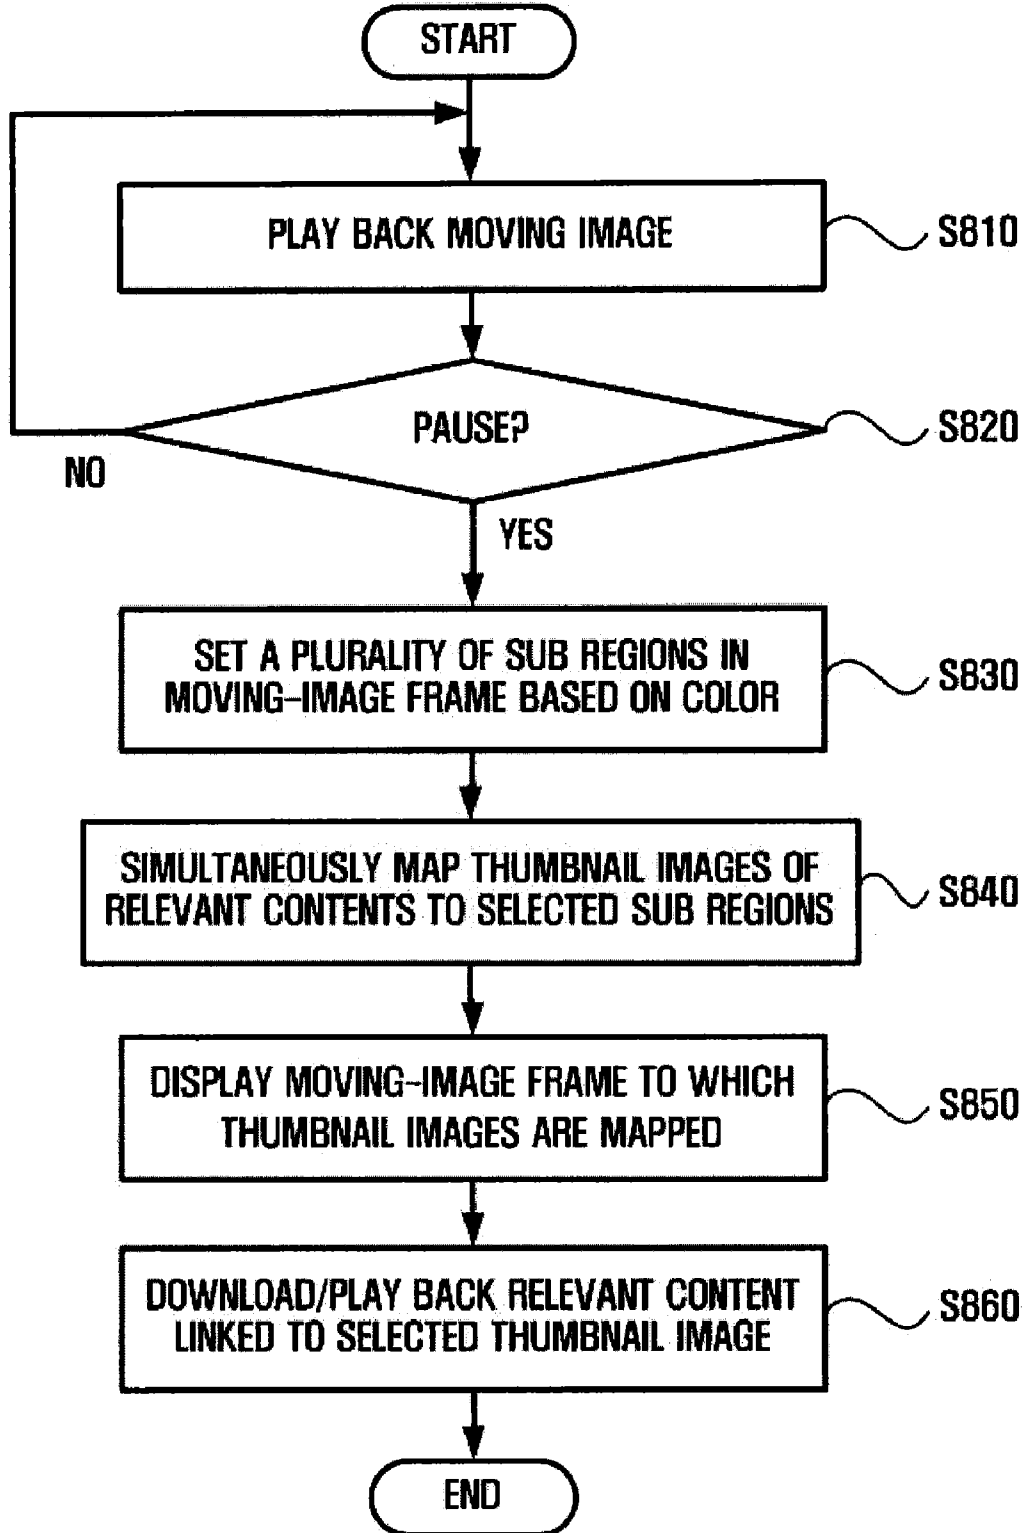 START
PLAY BACK MOVING IMAGE
S810
PAUSE?
S820
NO
YES
SET A PLURALITY OF SUB REGIONS IN
MOVING-IMAGE FRAME BASED ON COLOR
S830
SIMULTANEOUSLY MAP THUMBNAIL IMAGES OF
RELEVANT CONTENTS TO SELECTED SUB REGIONS
S840
DISPLAY MOVING-IMAGE FRAME TO WHICH
THUMBNAIL IMAGES ARE MAPPED
S850
DOWNLOAD/PLAY BACK RELEVANT CONTENT
LINKED TO SELECTED THUMBNAIL IMAGE
S860
END